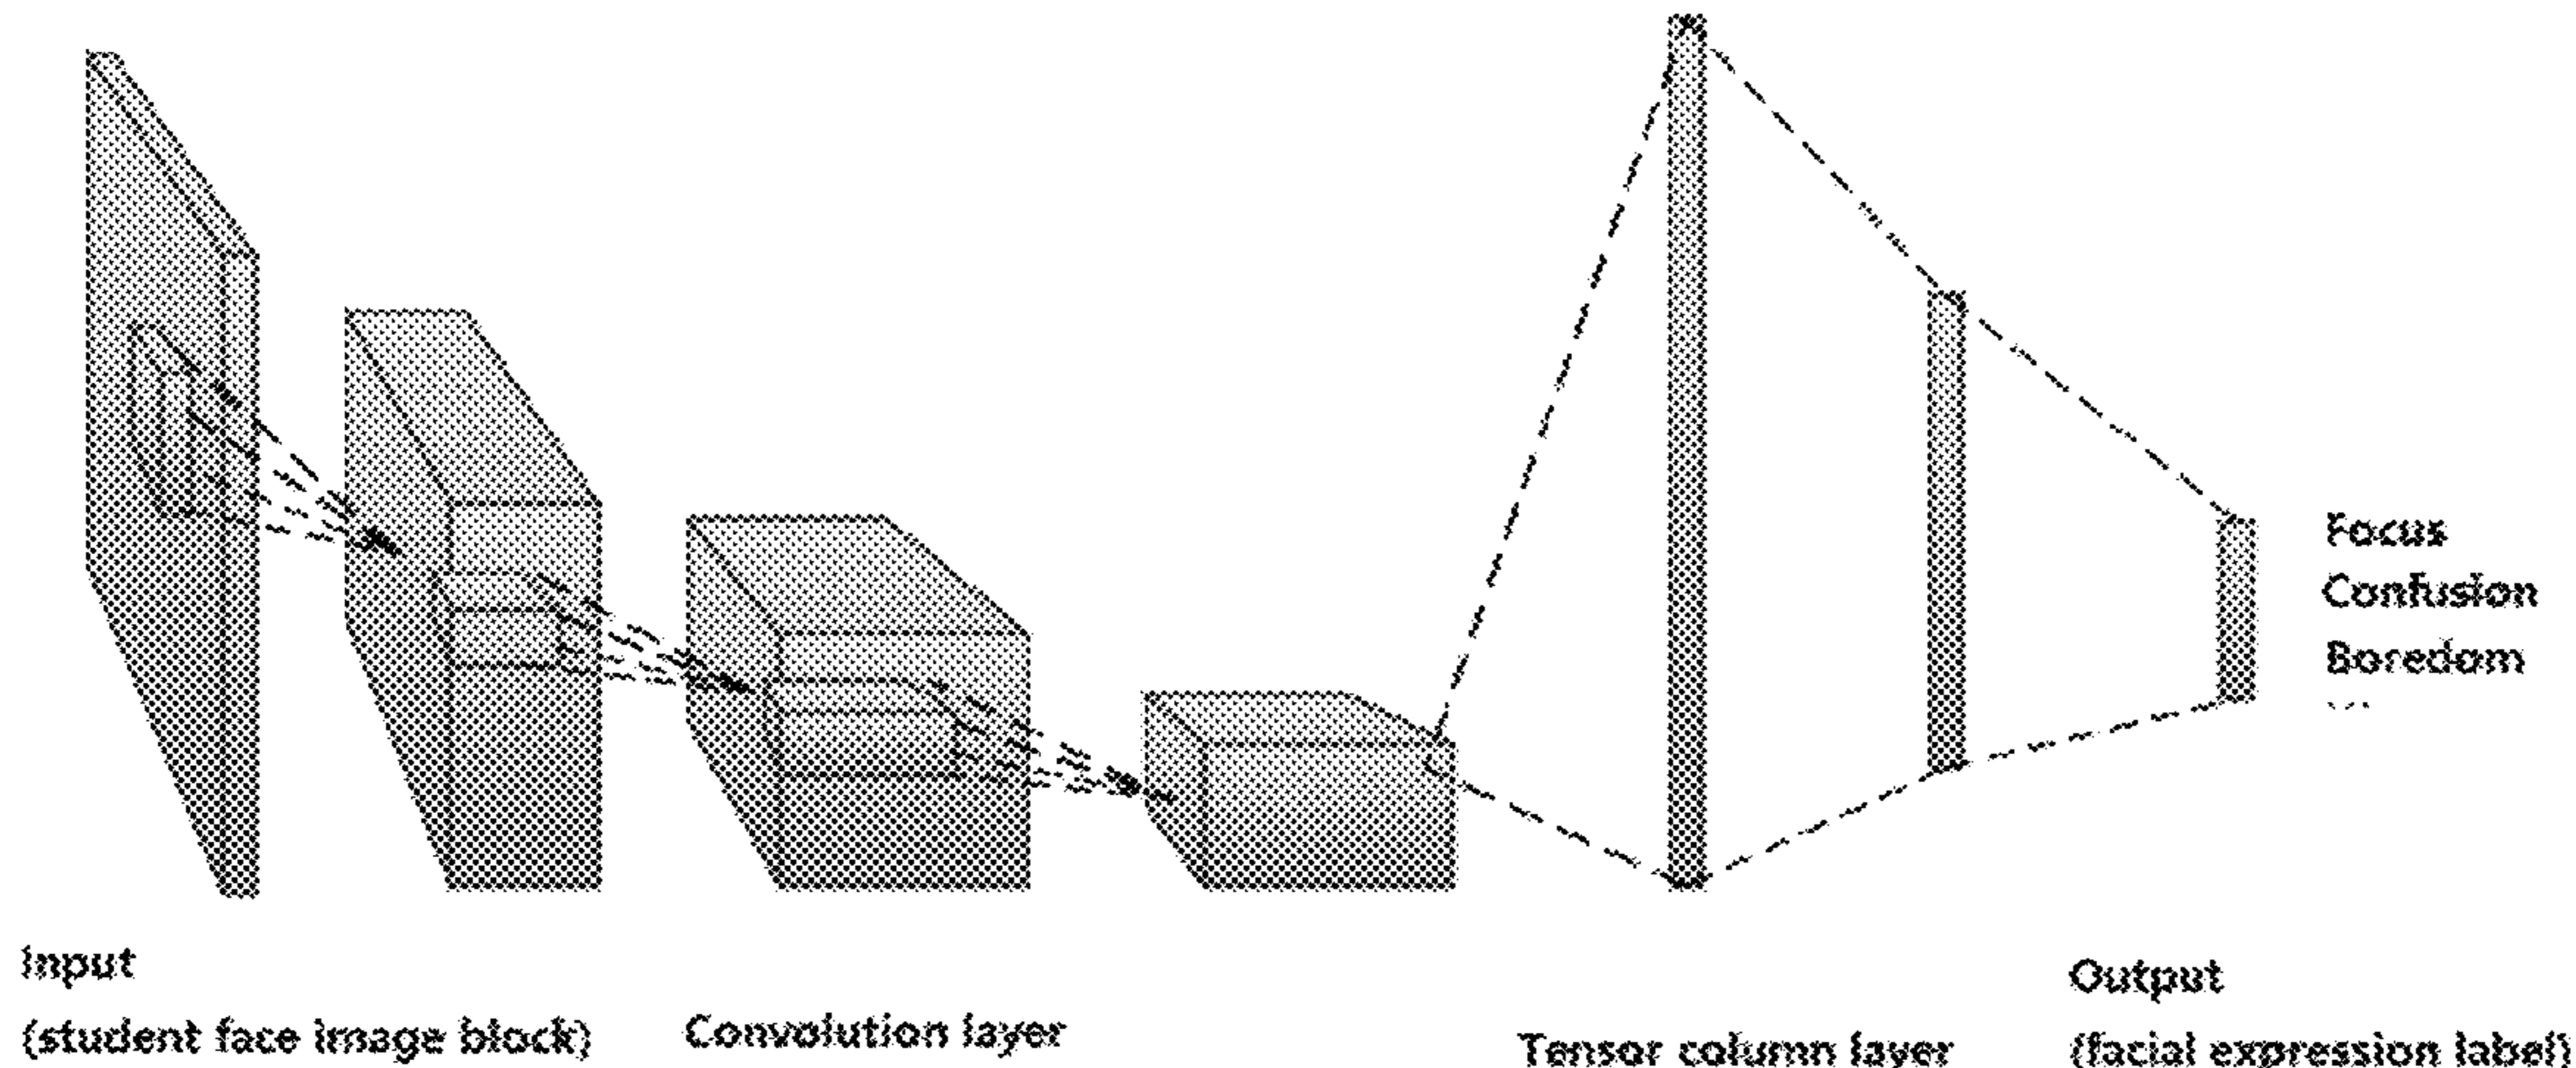 Focus
Confusion
Boredom
...
Input
(student face image block)
Convolution layer
Tensor column layer
Output
(facial expression label)